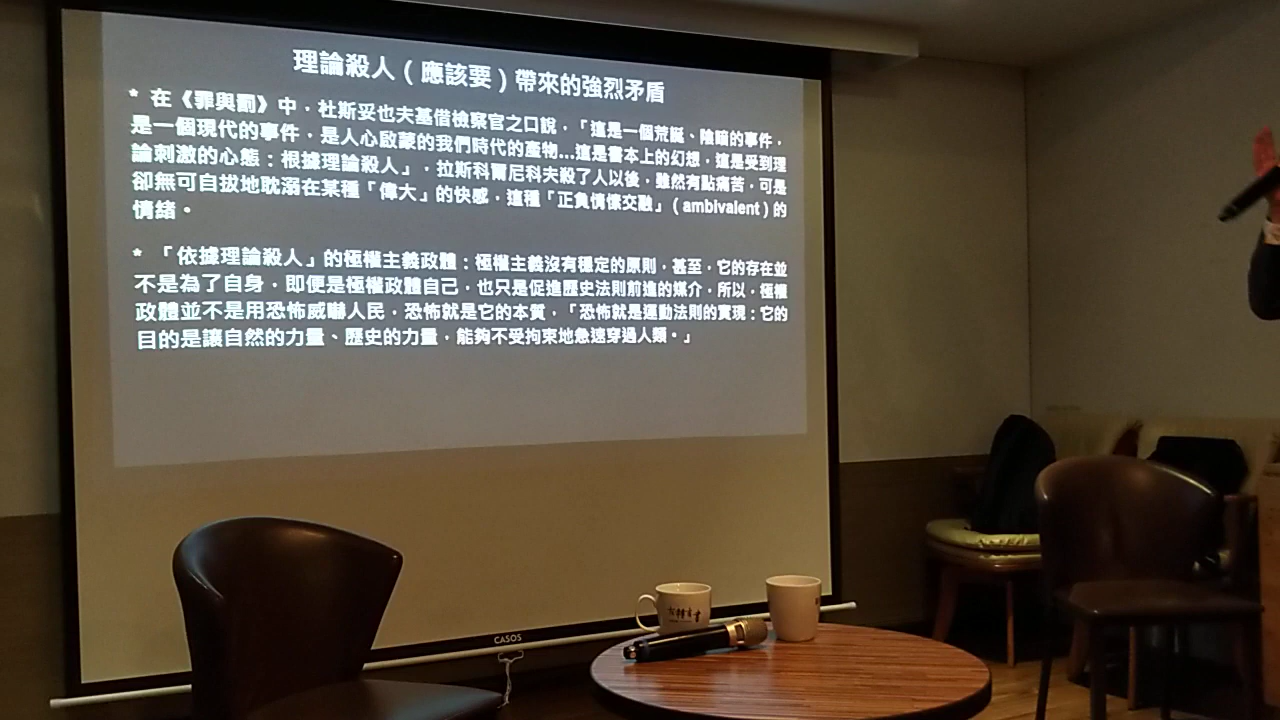 理論殺人（應該要）帶來的強烈矛盾
* 在《罪與罰》中，杜斯妥也夫基借檢察官之口說，「這是一個荒誕、陰暗的事件，
是一個現代的事件，是人心啟蒙的我們時代的產物...這是書本上的幻想，這是受到理
論刺激的心態：根據理論殺人」，拉斯科爾尼科夫殺了人以後，雖然有點痛苦，可是
卻無可自拔地耽溺在某種「偉大」的快感，這種「正負情愫交融」（ambivalent）的
情緒。
* 「依據理論殺人」的極權主義政體：極權主義沒有穩定的原則，甚至，它的存在並
不是為了自身，即便是極權政體自己，也只是促進歷史法則前進的媒介，所以，極權
政體並不是用恐怖威嚇人民，恐怖就是它的本質，「恐怖就是運動法則的實現：它的
目的是讓自然的力量、歷史的力量，能夠不受拘束地急速穿過人類。」
CASOS